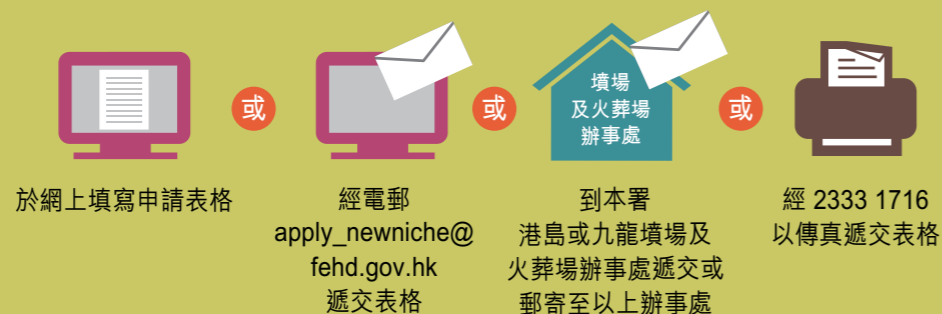 或
或
墳場
及火葬場
辦事處
或
於網上填寫申請表格
經電郵
apply_newniche@
fehd.gov.hk
遞交表格
到本署
港島或九龍墳場及
火葬場辦事處遞交或
郵寄至以上辦事處
經 2333 1716
以傳真遞交表格